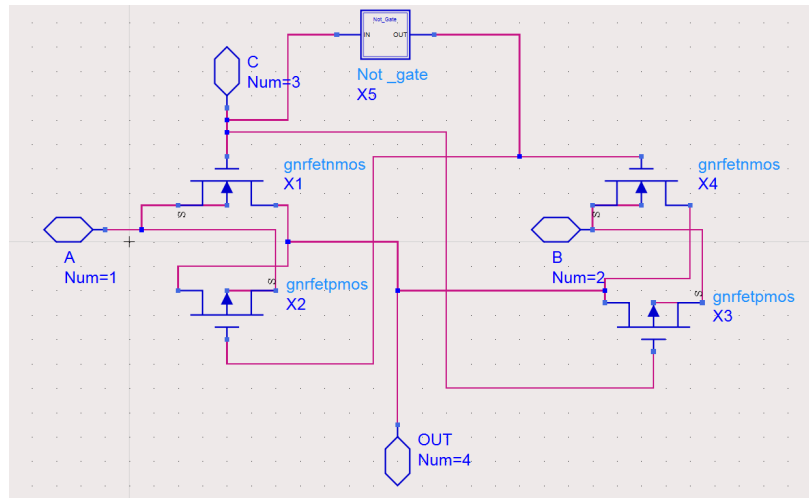 Not_Gate
IN
OUT
Not _gate
X5
C
Num=3
gnrfetnmos
X1
S
A
Num=1
gnrfetpmos
X2
S
gnrfetnmos
X4
S
B
Num=2
gnrfetpmos
X3
S
OUT
Num=4